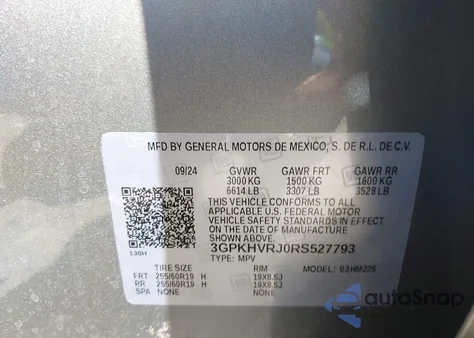 MFD BY GENERAL MOTORS DE MEXICO, S. DE R.L. DE C.V.
09/24 GVWR GAWR FRT GAWR RR
3000 KG 1500 KG 1600 KG
6614 LB 3307 LB 3528 LB
THIS VEHICLE CONFORMS TO ALL
APPLICABLE U.S. FEDERAL MOTOR
VEHICLE SAFETY STANDARDS IN EFFECT
ON THE DATE OF MANUFACTURE
SHOWN ABOVE.
3GPKHVRJ0RS527793
TYPE: MPV MODEL: 03HM226
TIRE SIZE RIM
FRT 255/60R19 H 19X8.5J
RR 255/60R19 H 19X8.5J
SPA NONE NONE
autoSnap